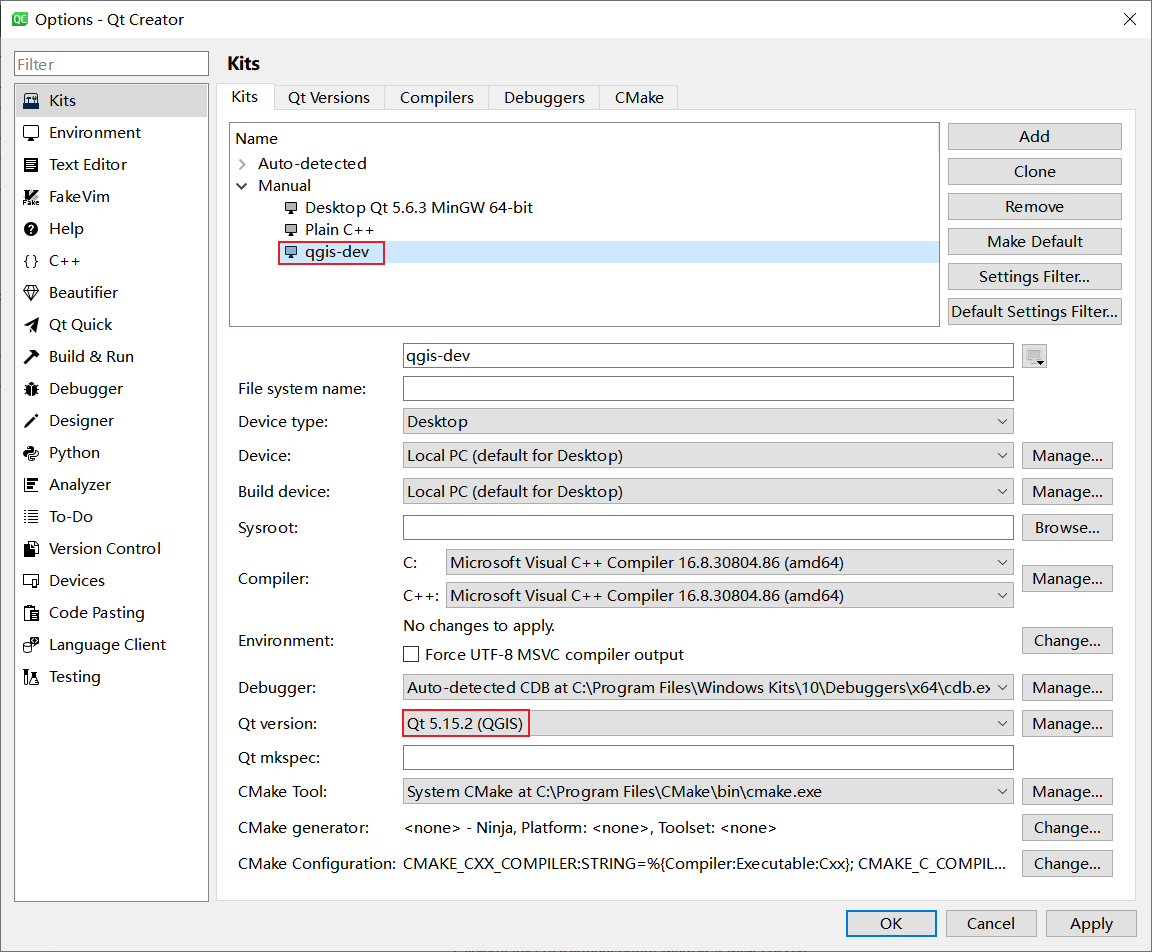 Options - Qt Creator
Filter
Kits
Environment
Text Editor
FakeVim
Help
C++
Beautifier
Qt Quick
Build & Run
Debugger
Designer
Python
Analyzer
To-Do
Version Control
Devices
Code Pasting
Language Client
Testing
Kits
Kits Qt Versions Compilers Debuggers CMake
Name
Auto-detected
Manual
Desktop Qt 5.6.3 MinGW 64-bit
Plain C++
qgis-dev
Add
Clone
Remove
Make Default
Settings Filter...
Default Settings Filter...
qgis-dev
File system name:
Device type: Desktop
Device: Local PC (default for Desktop) Manage...
Build device: Local PC (default for Desktop) Manage...
Sysroot: Browse...
Compiler: C: Microsoft Visual C++ Compiler 16.8.30804.86 (amd64)
C++: Microsoft Visual C++ Compiler 16.8.30804.86 (amd64) Manage...
Environment: No changes to apply. Change...
Force UTF-8 MSVC compiler output
Debugger: Auto-detected CDB at C:\Program Files\Windows Kits\10\Debuggers\x64\cdb.ex Manage...
Qt version: Qt 5.15.2 (QGIS) Manage...
Qt mkspec:
CMake Tool: System CMake at C:\Program Files\CMake\bin\cmake.exe Manage...
CMake generator: <none> - Ninja, Platform: <none>, Toolset: <none> Change...
CMake Configuration: CMAKE_CXX_COMPILER:STRING=%{Compiler:Executable:Cxx}; CMAKE_C_COMPIL... Change...
OK Cancel Apply